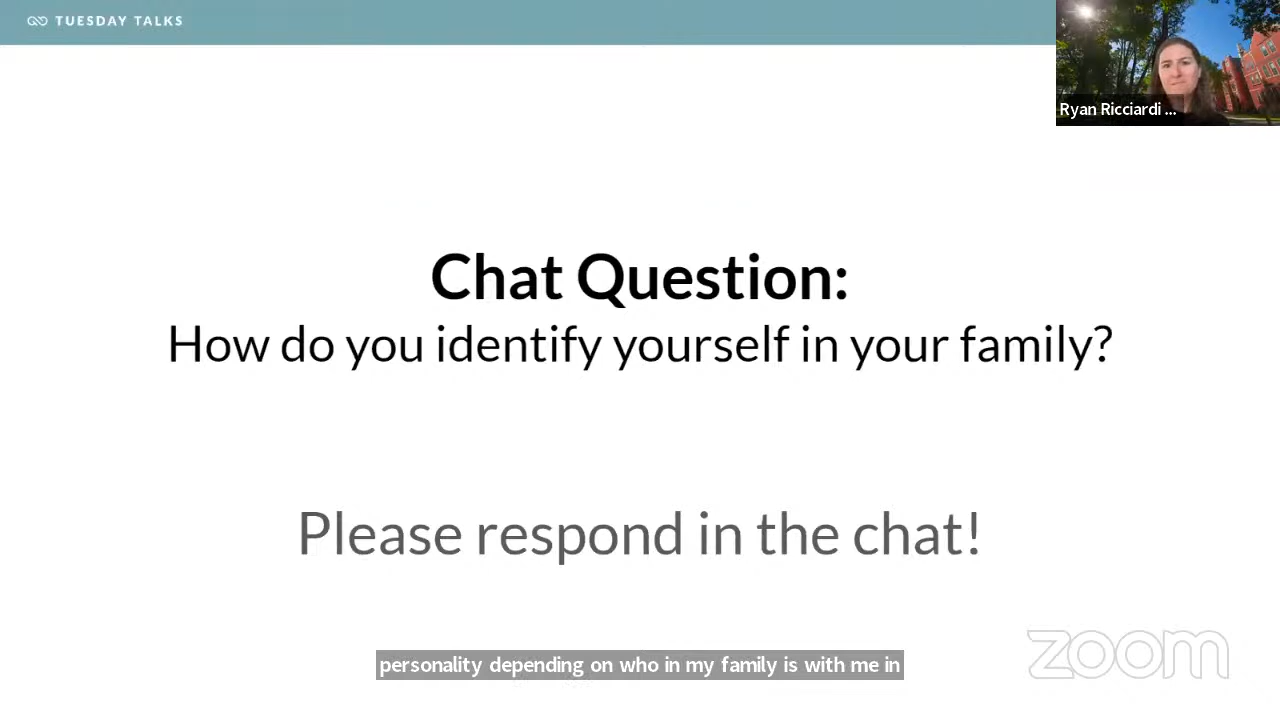 TUESDAY TALKS
Ryan Ricciardi ...
Chat Question:
How do you identify yourself in your family?
Please respond in the chat!
personality depending on who in my family is with me in
zoom